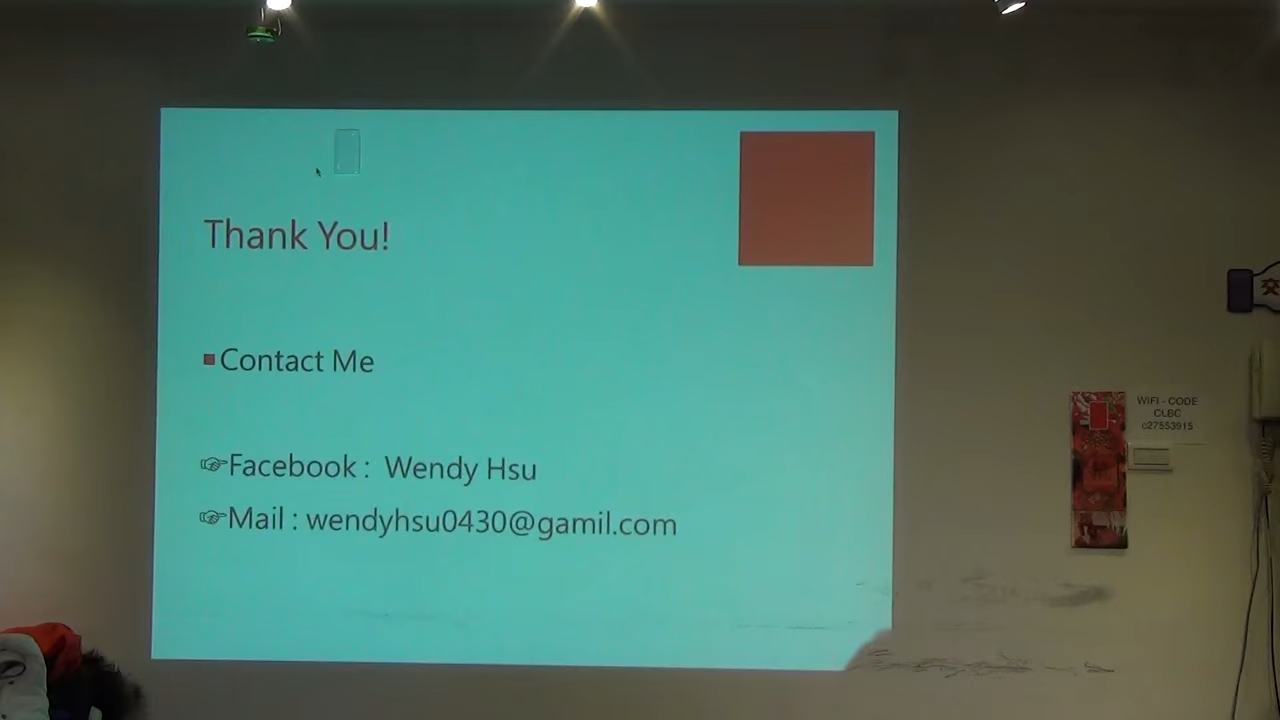 Thank You!
Contact Me
Facebook : Wendy Hsu
Mail : wendyhsu0430@gamil.com
WIFI - CODE
CLBC
c27553915